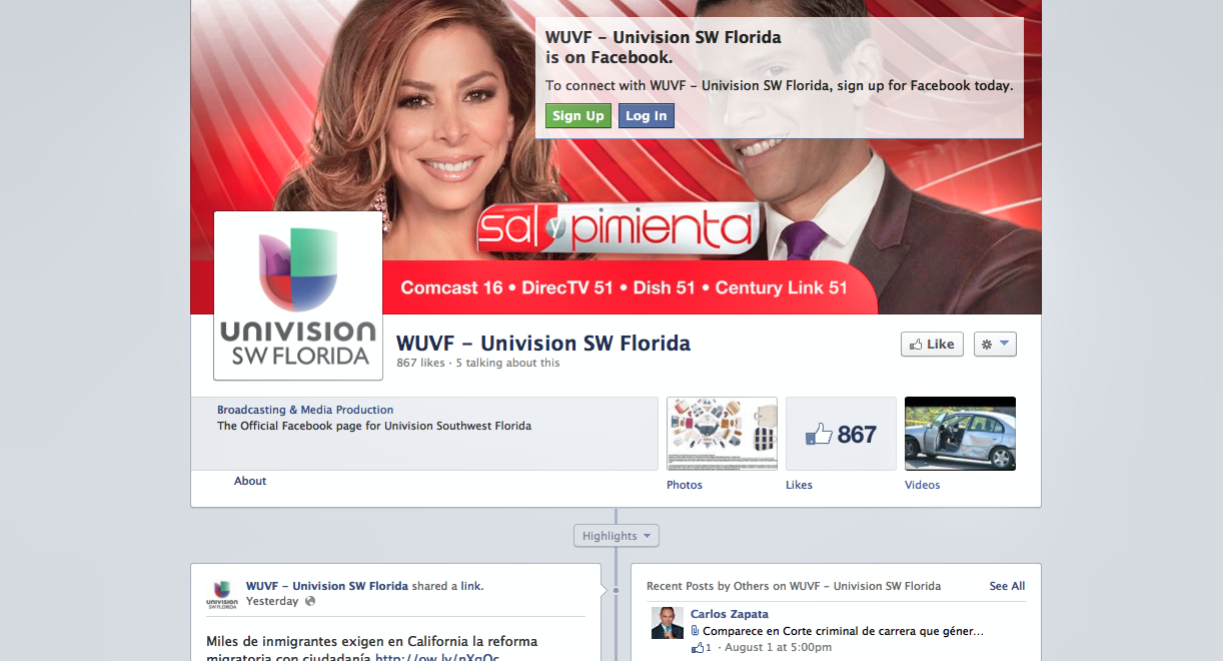 WUVF – Univision SW Florida
is on Facebook.
To connect with WUVF – Univision SW Florida, sign up for Facebook today.
Sign Up Log In
sal y pimienta
Comcast 16 • DirecTV 51 • Dish 51 • Century Link 51
UNIVISION
SW FLORIDA
WUVF – Univision SW Florida
867 likes · 5 talking about this
Like
Broadcasting & Media Production
The Official Facebook page for Univision Southwest Florida
867
About
Photos
Likes
Videos
Highlights
WUVF – Univision SW Florida shared a link.
Yesterday
UNIVISION
SW FLORIDA
Miles de inmigrantes exigen en California la reforma
migratoria con ciudadanía http://ow.ly/nXgOc
Recent Posts by Others on WUVF – Univision SW Florida See All
Carlos Zapata
Comparece en Corte criminal de carrera que géner...
1 · August 1 at 5:00pm